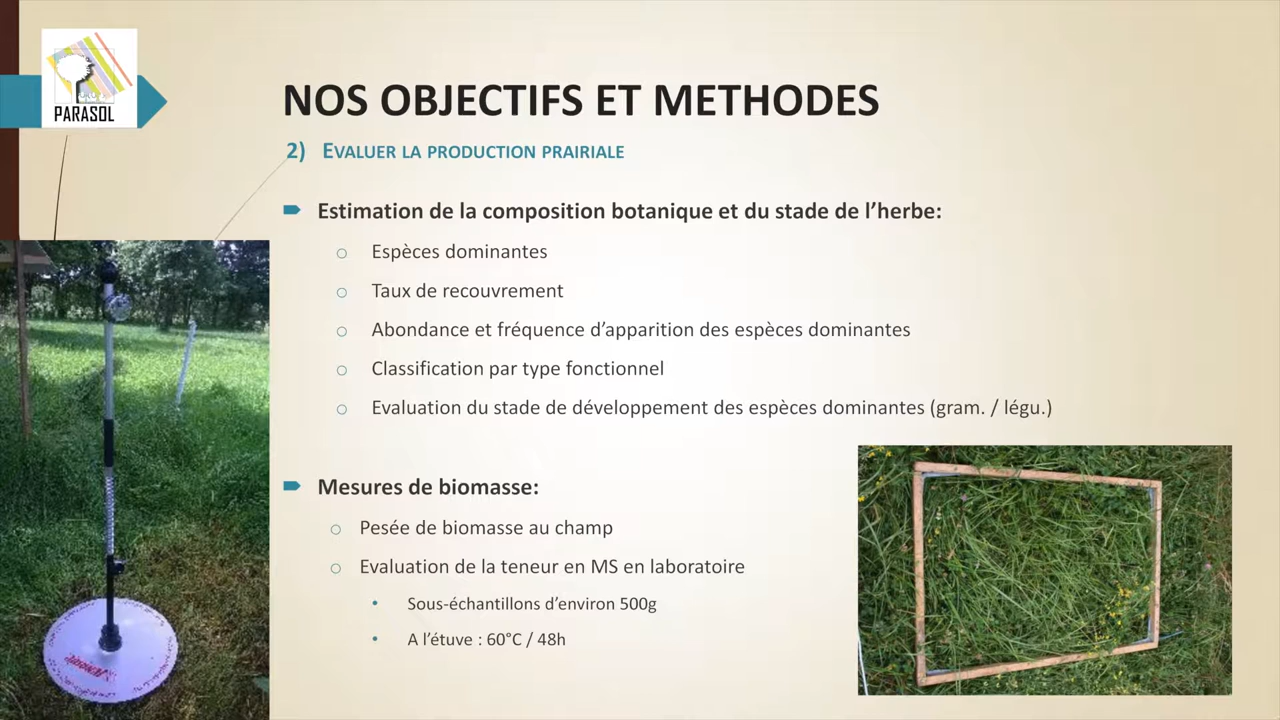 PARASOL
NOS OBJECTIFS ET METHODES
2) EVALUER LA PRODUCTION PRAIRIALE
Estimation de la composition botanique et du stade de l’herbe:
Espèces dominantes
Taux de recouvrement
Abondance et fréquence d’apparition des espèces dominantes
Classification par type fonctionnel
Evaluation du stade de développement des espèces dominantes (gram. / légu.)
Mesures de biomasse:
Pesée de biomasse au champ
Evaluation de la teneur en MS en laboratoire
• Sous-échantillons d’environ 500g
• A l’étuve : 60°C / 48h